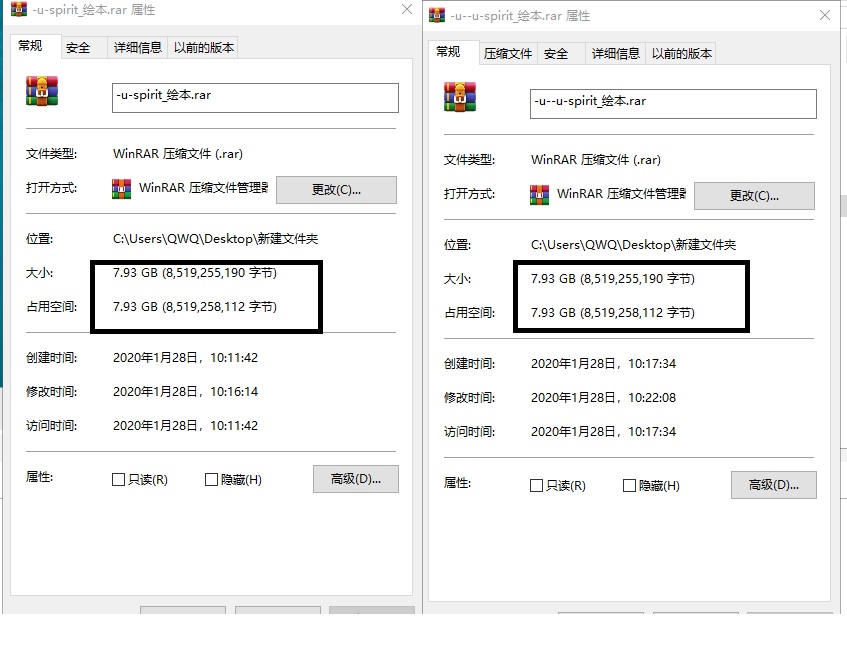 -u-spirit_绘本.rar 属性
常规 安全 详细信息 以前的版本
-u-spirit_绘本.rar
文件类型: WinRAR 压缩文件 (.rar)
打开方式: WinRAR 压缩文件管理器 更改(C)...
位置: C:\Users\QWQ\Desktop\新建文件夹
大小: 7.93 GB (8,519,255,190 字节)
占用空间: 7.93 GB (8,519,258,112 字节)
创建时间: 2020年1月28日，10:11:42
修改时间: 2020年1月28日，10:16:14
访问时间: 2020年1月28日，10:11:42
属性: 只读(R) 隐藏(H) 高级(D)...
-u--u-spirit_绘本.rar 属性
常规 压缩文件 安全 详细信息 以前的版本
-u--u-spirit_绘本.rar
文件类型: WinRAR 压缩文件 (.rar)
打开方式: WinRAR 压缩文件管理器 更改(C)...
位置: C:\Users\QWQ\Desktop\新建文件夹
大小: 7.93 GB (8,519,255,190 字节)
占用空间: 7.93 GB (8,519,258,112 字节)
创建时间: 2020年1月28日，10:17:34
修改时间: 2020年1月28日，10:22:08
访问时间: 2020年1月28日，10:17:34
属性: 只读(R) 隐藏(H) 高级(D)...